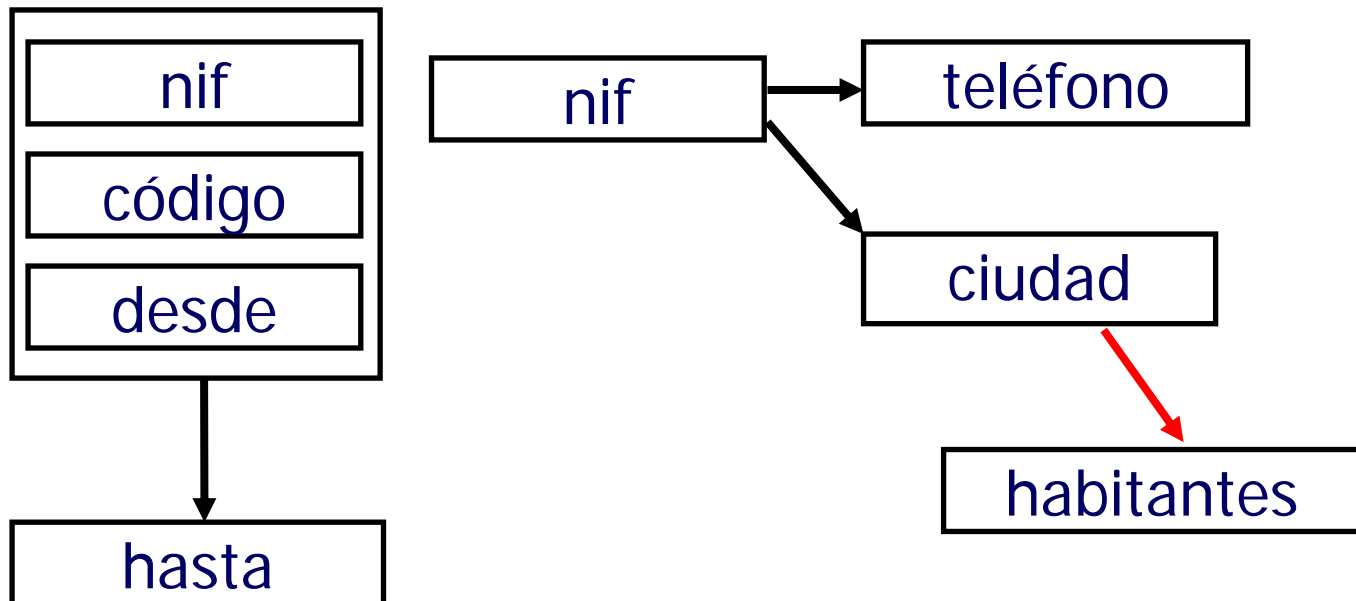 nif
código
desde
hasta
nif
teléfono
ciudad
habitantes